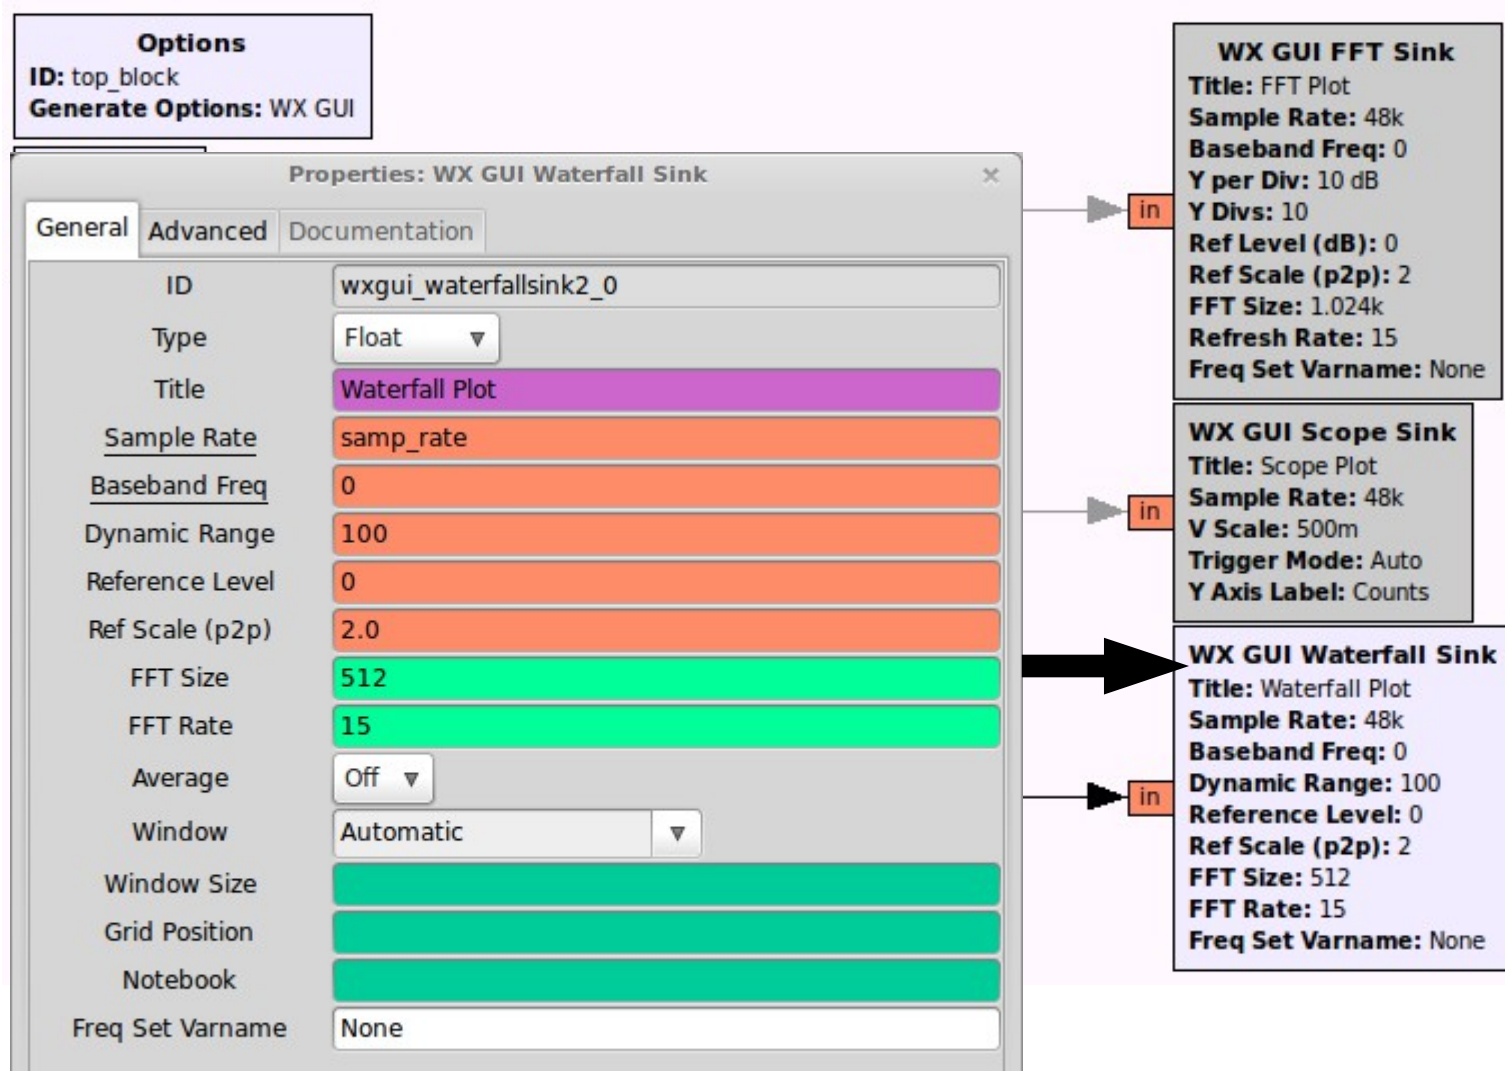 Options
ID: top_block
Generate Options: WX GUI
Properties: WX GUI Waterfall Sink
General Advanced Documentation
ID wxgui_waterfallsink2_0
Type Float
Title Waterfall Plot
Sample Rate samp_rate
Baseband Freq 0
Dynamic Range 100
Reference Level 0
Ref Scale (p2p) 2.0
FFT Size 512
FFT Rate 15
Average Off
Window Automatic
Window Size
Grid Position
Notebook
Freq Set Varname None
in
WX GUI FFT Sink
Title: FFT Plot
Sample Rate: 48k
Baseband Freq: 0
Y per Div: 10 dB
Y Divs: 10
Ref Level (dB): 0
Ref Scale (p2p): 2
FFT Size: 1.024k
Refresh Rate: 15
Freq Set Varname: None
in
WX GUI Scope Sink
Title: Scope Plot
Sample Rate: 48k
V Scale: 500m
Trigger Mode: Auto
Y Axis Label: Counts
in
WX GUI Waterfall Sink
Title: Waterfall Plot
Sample Rate: 48k
Baseband Freq: 0
Dynamic Range: 100
Reference Level: 0
Ref Scale (p2p): 2
FFT Size: 512
FFT Rate: 15
Freq Set Varname: None